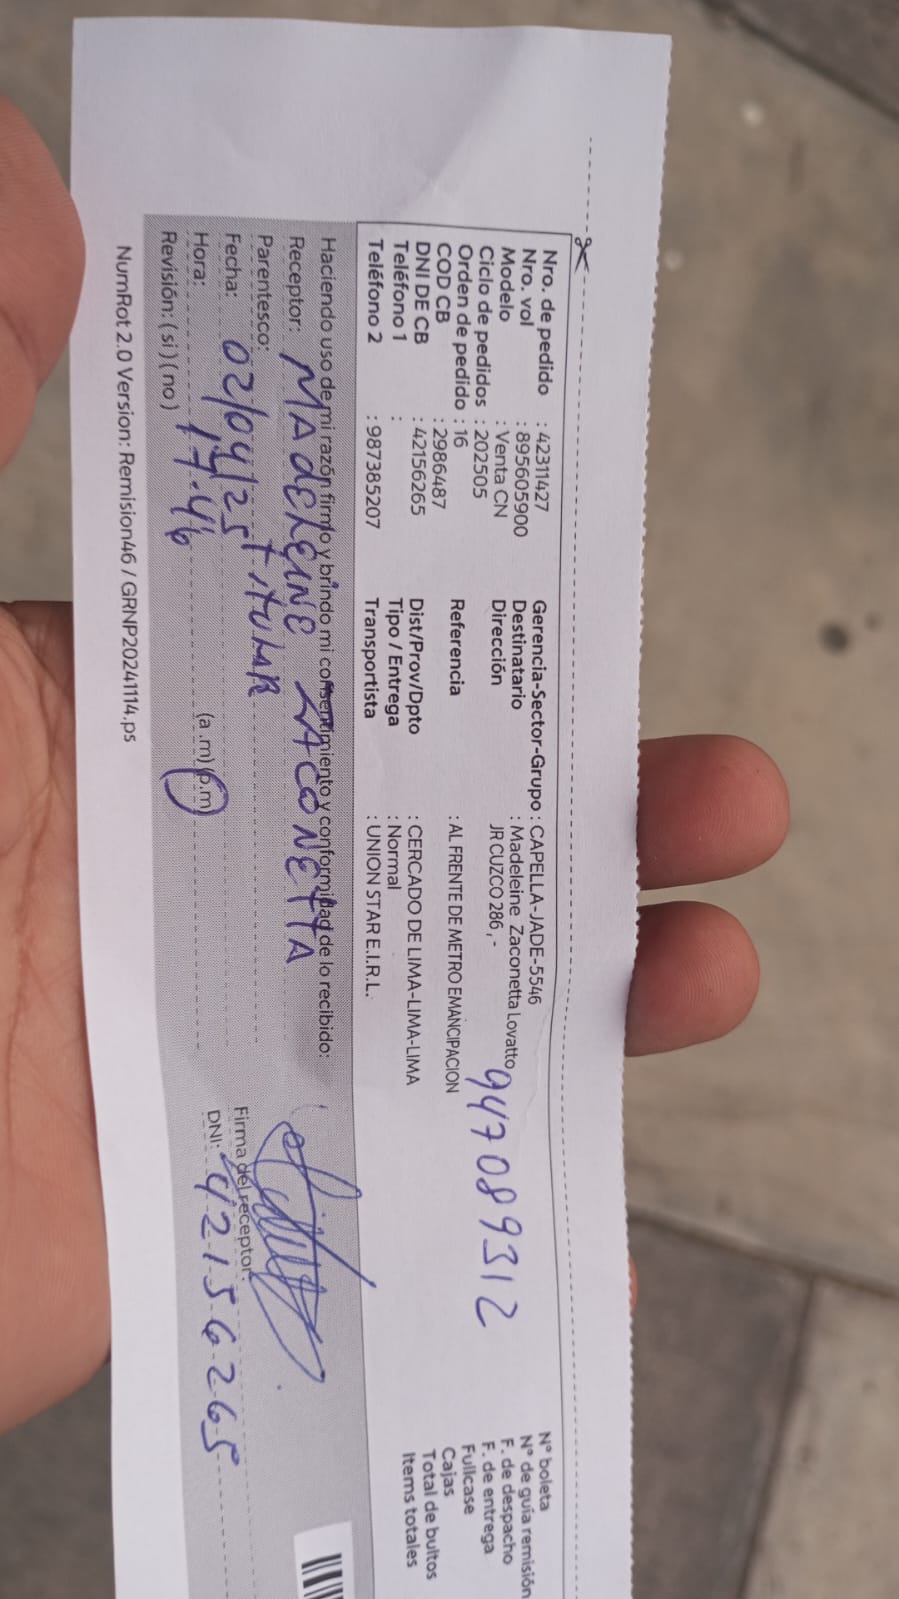 Nro. de pedido : 42311427
Nro. vol : 895605900
Modelo : Venta CN
Ciclo de pedidos : 202505
Orden de pedido : 16
COD CB : 2986487
DNI DE CB : 42156265
Teléfono 1 :
Teléfono 2 : 987385207
Gerencia-Sector-Grupo : CAPELLA-JADE-5546
Destinatario : Madeleine Zaconetta Lovatto
Dirección JR CUZCO 286 , -
Referencia : AL FRENTE DE METRO EMANCIPACION
Dist/Prov/Dpto : CERCADO DE LIMA-LIMA-LIMA
Tipo / Entrega : Normal
Transportista : UNION STAR E.I.R.L.
947089312
N° boleta
N° de guía remisión
F. de despacho
F. de entrega
Fullcase
Cajas
Total de bultos
Items totales
Haciendo uso de mi razón firmo y brindo mi consentimiento y conformidad de lo recibido:
Receptor: MAdELEINE ZACONETTA
Parentesco: TITULAR
Fecha: 02/04/25
Hora: 17.46 (a.m) (p.m)
Revisión: ( si ) ( no )
Firma del receptor:
DNI: 42156265
NumRot 2.0 Version: Remision46 / GRNP20241114.ps